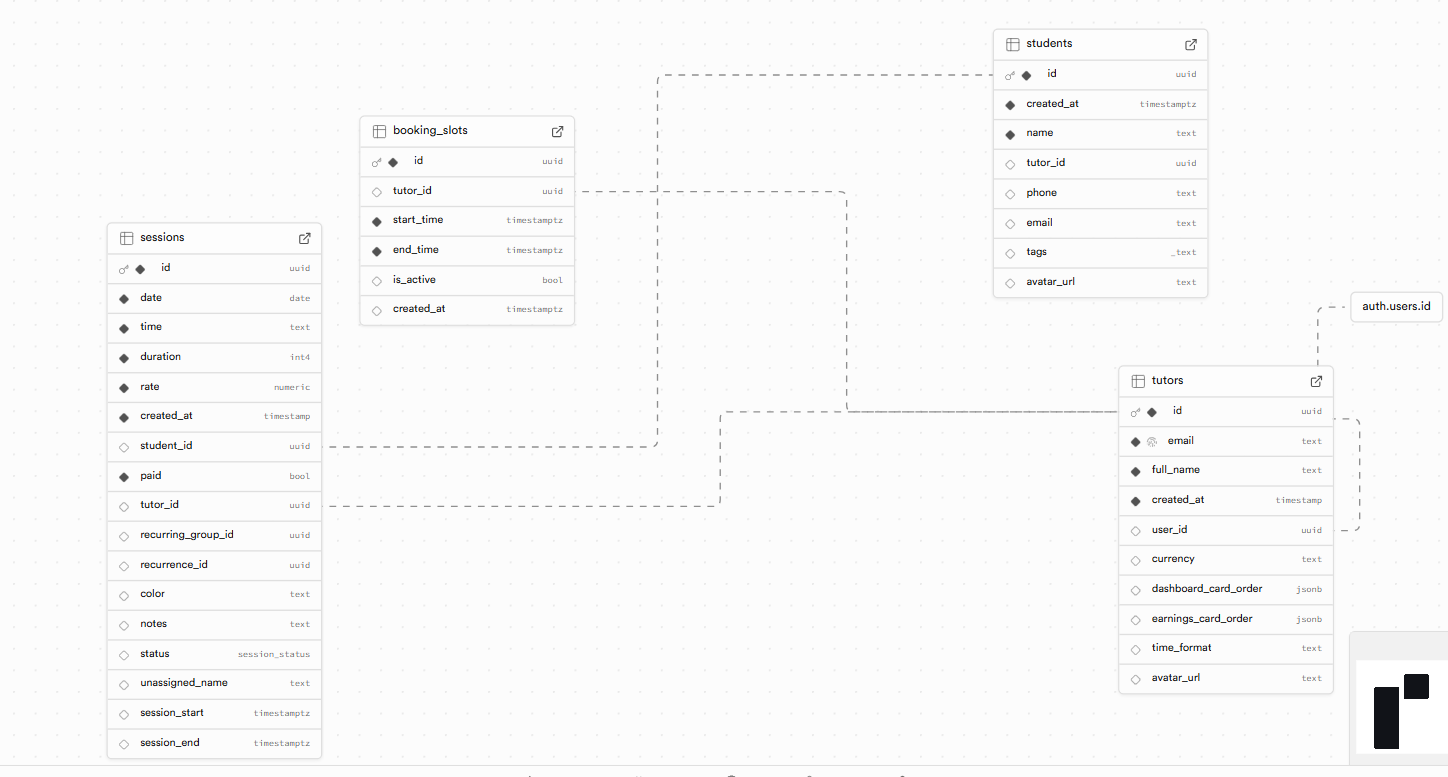 students
id uuid
created_at timestamptz
name text
tutor_id uuid
phone text
email text
tags _text
avatar_url text
booking_slots
id uuid
tutor_id uuid
start_time timestamptz
end_time timestamptz
is_active bool
created_at timestamptz
sessions
id uuid
date date
time text
duration int4
rate numeric
created_at timestamp
student_id uuid
paid bool
tutor_id uuid
recurring_group_id uuid
recurrence_id uuid
color text
notes text
status session_status
unassigned_name text
session_start timestamptz
session_end timestamptz
auth.users.id
tutors
id uuid
email text
full_name text
created_at timestamp
user_id uuid
currency text
dashboard_card_order jsonb
earnings_card_order jsonb
time_format text
avatar_url text